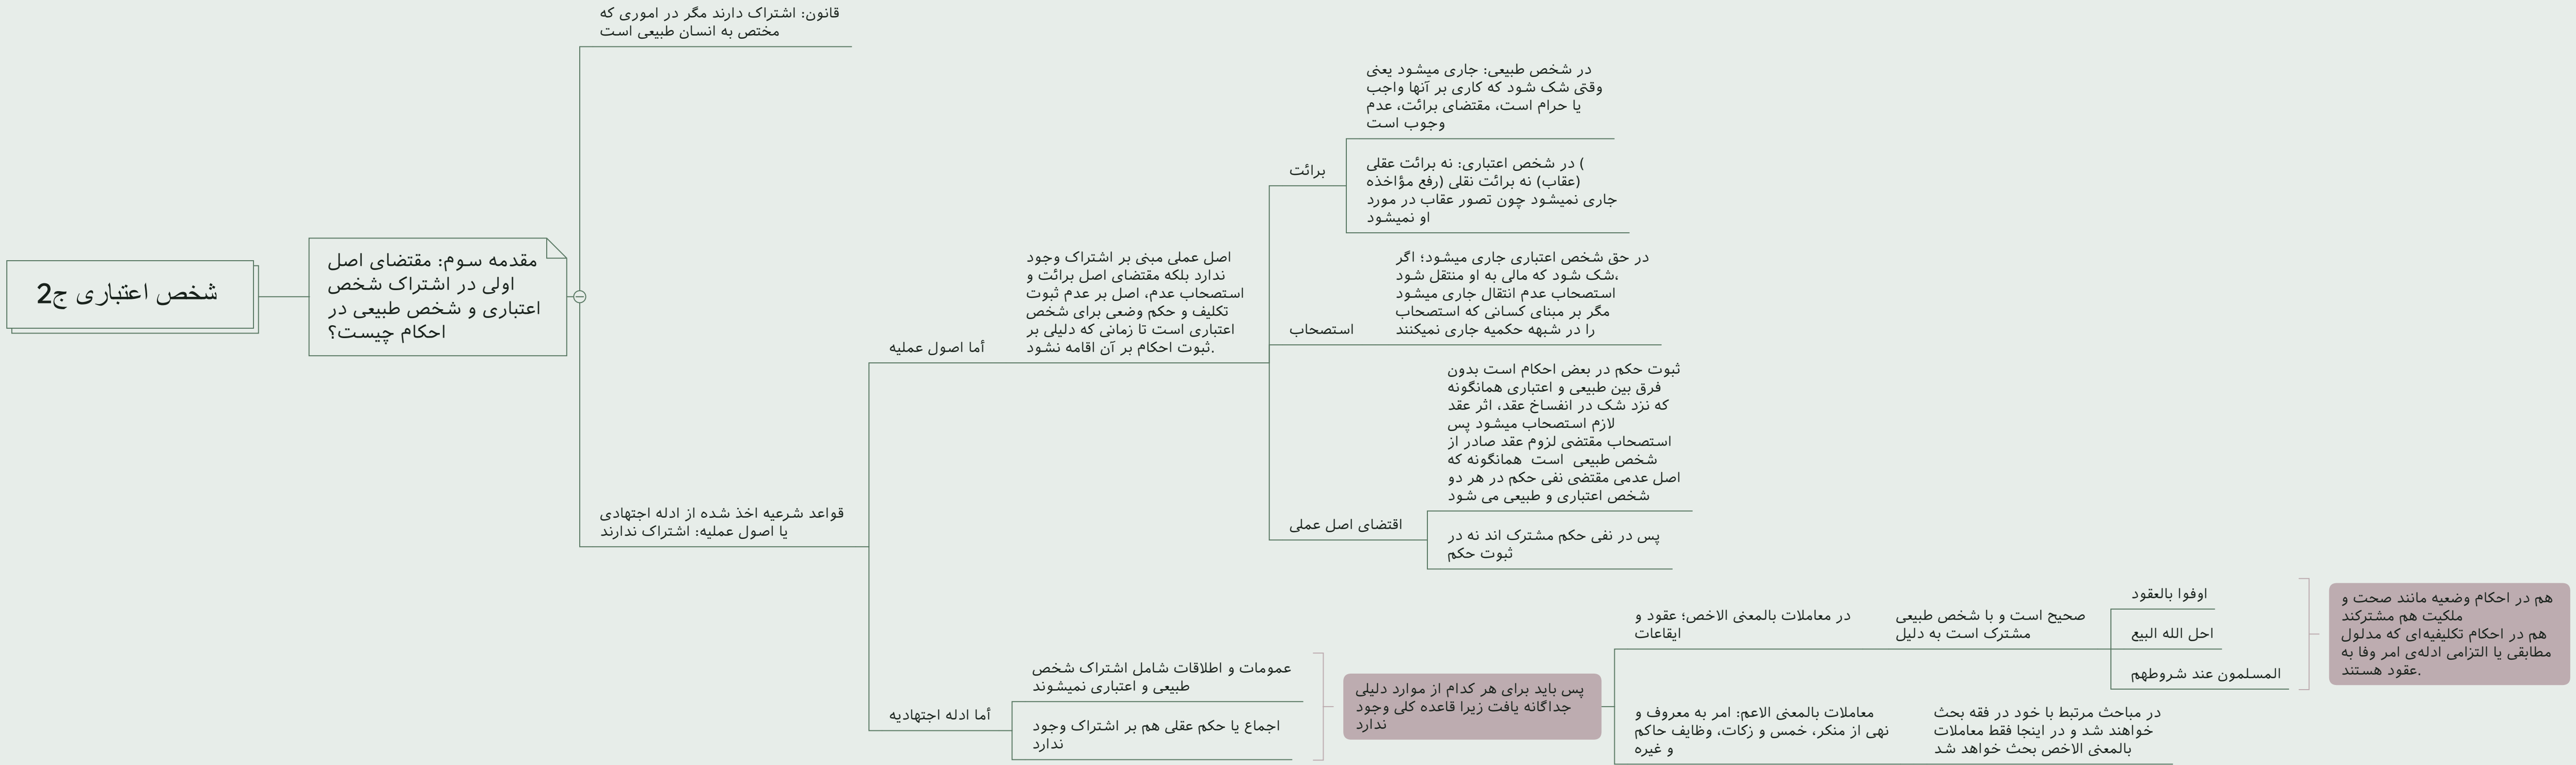 شخص اعتباری ج2
مقدمه سوم: مقتضای اصل
اولی در اشتراک شخص
اعتباری و شخص طبیعی در
احکام چیست؟
قانون: اشتراک دارند مگر در اموری که
مختص به انسان طبیعی است
قواعد شرعیه اخذ شده از ادله اجتهادی
یا اصول عملیه: اشتراک ندارند
أما اصول عملیه
اصل عملی مبنی بر اشتراک وجود
ندارد بلکه مقتضای اصل برائت و
استصحاب عدم، اصل بر عدم ثبوت
تکلیف و حکم وضعی برای شخص
اعتباری است تا زمانی که دلیلی بر
ثبوت احکام بر آن اقامه نشود.
برائت
در شخص طبیعی: جاری میشود یعنی
وقتی شک شود که کاری بر آنها واجب
یا حرام است، مقتضای برائت، عدم
وجوب است
در شخص اعتباری: نه برائت عقلی (
عقاب) نه برائت نقلی (رفع مؤاخذه)
جاری نمیشود چون تصور عقاب در مورد
او نمیشود
استصحاب
در حق شخص اعتباری جاری میشود؛ اگر
شک شود که مالی به او منتقل شود،
استصحاب عدم انتقال جاری میشود
مگر بر مبنای کسانی که استصحاب
را در شبهه حکمیه جاری نمیکنند
اقتضای اصل عملی
ثبوت حکم در بعض احکام است بدون
فرق بین طبیعی و اعتباری همانگونه
که نزد شک در انفساخ عقد، اثر عقد
لازم استصحاب میشود پس
استصحاب مقتضی لزوم عقد صادر از
شخص طبیعی است همانگونه که
اصل عدمی مقتضی نفی حکم در هر دو
شخص اعتباری و طبیعی می شود
پس در نفی حکم مشترک اند نه در
ثبوت حکم
أما ادله اجتهادیه
عمومات و اطلاقات شامل اشتراک شخص
طبیعی و اعتباری نمیشوند
اجماع یا حکم عقلی هم بر اشتراک وجود
ندارد
پس باید برای هر کدام از موارد دلیلی
جداگانه یافت زیرا قاعده کلی وجود
ندارد
در معاملات بالمعنی الاخص؛ عقود و
ایقاعات
صحیح است و با شخص طبیعی
مشترک است به دلیل
اوفوا بالعقود
احل الله البیع
المسلمون عند شروطهم
هم در احکام وضعیه مانند صحت و
ملکیت هم مشترکند
هم در احکام تکلیفیه‌ای که مدلول
مطابقی یا التزامی ادله‌ی امر وفا به
عقود هستند.
معاملات بالمعنی الاعم: امر به معروف و
نهی از منکر، خمس و زکات، وظایف حاکم
و غیره
در مباحث مرتبط با خود در فقه بحث
خواهند شد و در اینجا فقط معاملات
بالمعنی الاخص بحث خواهد شد